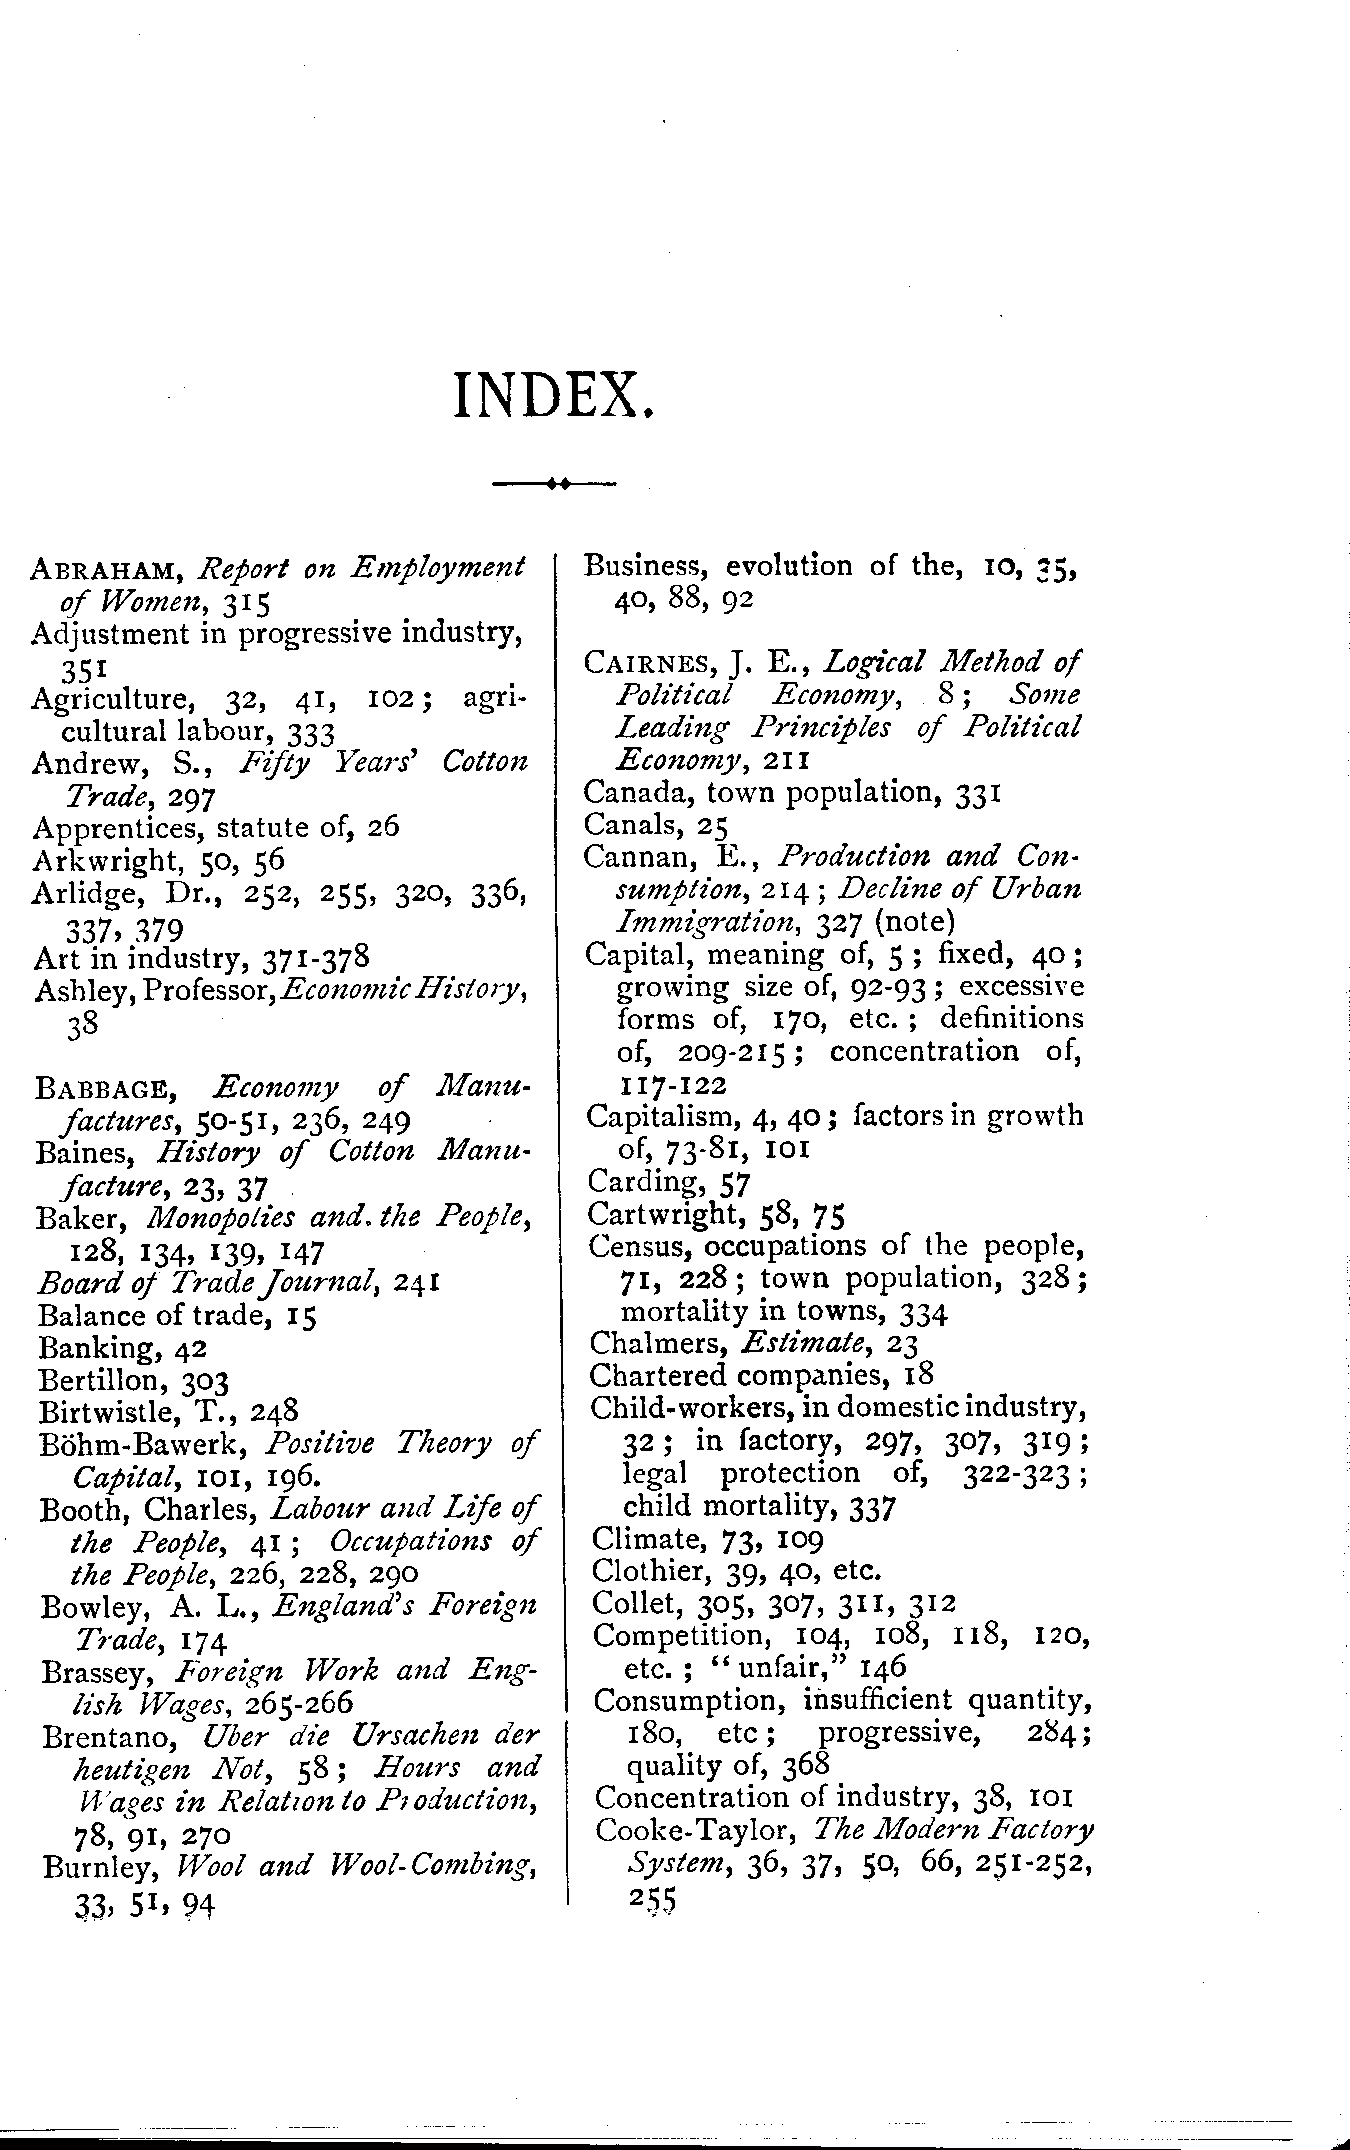 INDEX.
ABRAHAM, Report on Employment
of Women, 315
Adjustment in progressive industry,
351
Agriculture, 32, 41, 102; agri-
cultural labour, 333
Andrew, S., Fifty Years' Cotton
Trade, 297
Apprentices, statute of, 26
Arkwright, 50, 56
Arlidge, Dr., 252, 255, 320, 336,
337, 379
Art in industry, 371-378
Ashley, Professor, Economic History,
38
BABBAGE, Economy of Manu-
factures, 50-51, 236, 249
Baines, History of Cotton Manu-
facture, 23, 37
Baker, Monopolies and. the People,
128, 134, 139, 147
Board of Trade Journal, 241
Balance of trade, 15
Banking, 42
Bertillon, 303
Birtwistle, T., 248
Böhm-Bawerk, Positive Theory of
Capital, 101, 196.
Booth, Charles, Labour and Life of
the People, 41; Occupations of
the People, 226, 228, 290
Bowley, A. L., England's Foreign
Trade, 174
Brassey, Foreign Work and Eng-
lish Wages, 265-266
Brentano, Uber die Ursachen der
heutigen Not, 58; Hours and
Wages in Relation to Production,
78, 91, 270
Burnley, Wool and Wool-Combing,
33, 51, 94
Business, evolution of the, 10, 35,
40, 88, 92
CAIRNES, J. E., Logical Method of
Political Economy, 8; Some
Leading Principles of Political
Economy, 211
Canada, town population, 331
Canals, 25
Cannan, E., Production and Con-
sumption, 214; Decline of Urban
Immigration, 327 (note)
Capital, meaning of, 5; fixed, 40;
growing size of, 92-93; excessive
forms of, 170, etc.; definitions
of, 209-215; concentration of,
117-122
Capitalism, 4, 40; factors in growth
of, 73-81, 101
Carding, 57
Cartwright, 58, 75
Census, occupations of the people,
71, 228; town population, 328;
mortality in towns, 334
Chalmers, Estimate, 23
Chartered companies, 18
Child-workers, in domestic industry,
32; in factory, 297, 307, 319;
legal protection of, 322-323;
child mortality, 337
Climate, 73, 109
Clothier, 39, 40, etc.
Collet, 305, 307, 311, 312
Competition, 104, 108, 118, 120,
etc.; "unfair," 146
Consumption, insufficient quantity,
180, etc; progressive, 284;
quality of, 368
Concentration of industry, 38, 101
Cooke-Taylor, The Modern Factory
System, 36, 37, 50, 66, 251-252,
255